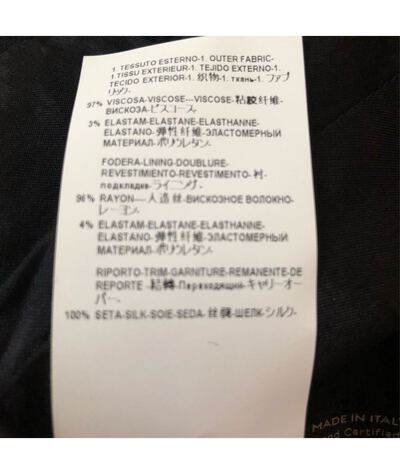 1. TESSUTO ESTERNO-1. OUTER FABRIC-
1.TISSU EXTERIEUR-1. TEJIDO EXTERNO-1.
TECIDO EXTERIOR-1. 织物-1. ткань-1. ファブ
リック-
97% VISCOSA-VISCOSE---VISCOSE-粘胶纤维-
ВИСКОЗА-ビスコース-
3% ELASTAM-ELASTANE-ELASTHANNE-
ELASTANO-弹性纤维-ЭЛАСТОМЕРНЫЙ
МАТЕРИАЛ-ポリウレタン-
FODERA-LINING-DOUBLURE-
REVESTIMIENTO-REVESTIMENTO-衬-
подкладка-ライニング-
96% RAYON----人造丝-ВИСКОЗНОЕ ВОЛОКНО-
レーヨン-
4% ELASTAM-ELASTANE-ELASTHANNE-
ELASTANO-弹性纤维-ЭЛАСТОМЕРНЫЙ
МАТЕРИАЛ-ポリウレタン-
RIPORTO-TRIM-GARNITURE-REMANENTE-DE
REPORTE-结转-Переходящий-キャリーオー
バー-
100% SETA-SILK-SOIE-SEDA-丝绸-ШЕЛК-シルク-
MADE IN ITALY
and Certified